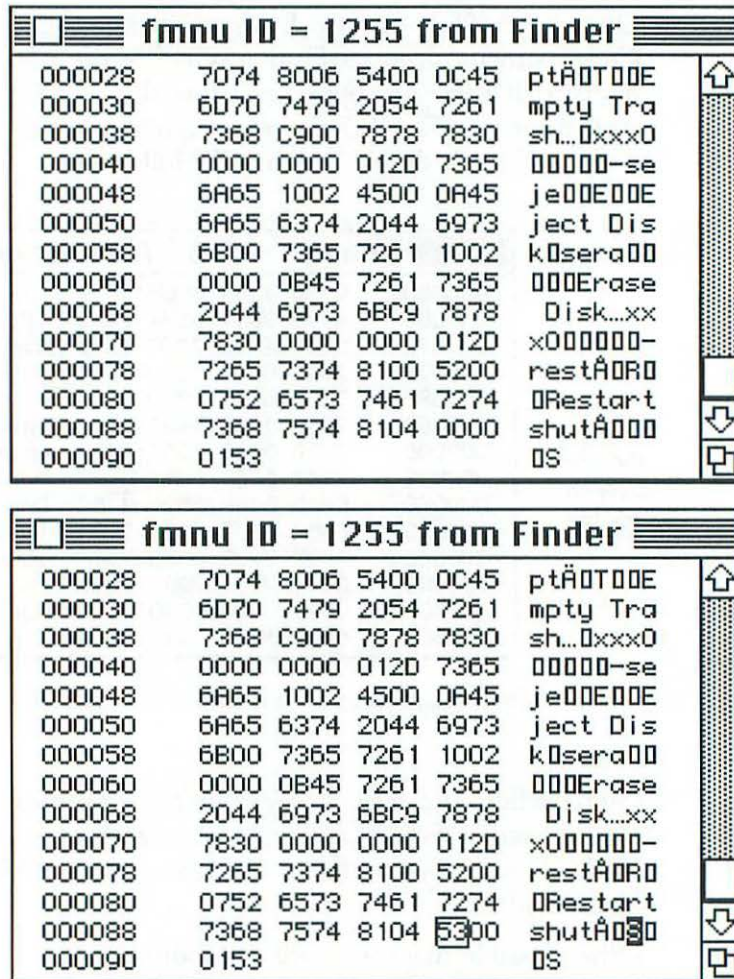 fmnu ID = 1255 from Finder
000028 7074 8006 5400 0C45 ptÄ▯T▯▯E
000030 6D70 7479 2054 7261 mpty Tra
000038 7368 C900 7878 7830 sh…▯xxx0
000040 0000 0000 012D 7365 ▯▯▯▯▯-se
000048 6A65 1002 4500 0A45 je▯▯E▯▯E
000050 6A65 6374 2044 6973 ject Dis
000058 6B00 7365 7261 1002 k▯sera▯▯
000060 0000 0B45 7261 7365 ▯▯▯Erase
000068 2044 6973 6BC9 7878 Disk…xx
000070 7830 0000 0000 012D x0▯▯▯▯▯-
000078 7265 7374 8100 5200 restÅ▯R▯
000080 0752 6573 7461 7274 ▯Restart
000088 7368 7574 8104 0000 shutÅ▯▯▯
000090 0153 ▯S
fmnu ID = 1255 from Finder
000028 7074 8006 5400 0C45 ptÄ▯T▯▯E
000030 6D70 7479 2054 7261 mpty Tra
000038 7368 C900 7878 7830 sh…▯xxx0
000040 0000 0000 012D 7365 ▯▯▯▯▯-se
000048 6A65 1002 4500 0A45 je▯▯E▯▯E
000050 6A65 6374 2044 6973 ject Dis
000058 6B00 7365 7261 1002 k▯sera▯▯
000060 0000 0B45 7261 7365 ▯▯▯Erase
000068 2044 6973 6BC9 7878 Disk…xx
000070 7830 0000 0000 012D x0▯▯▯▯▯-
000078 7265 7374 8100 5200 restÅ▯R▯
000080 0752 6573 7461 7274 ▯Restart
000088 7368 7574 8104 5300 shutÅ▯S▯
000090 0153 ▯S